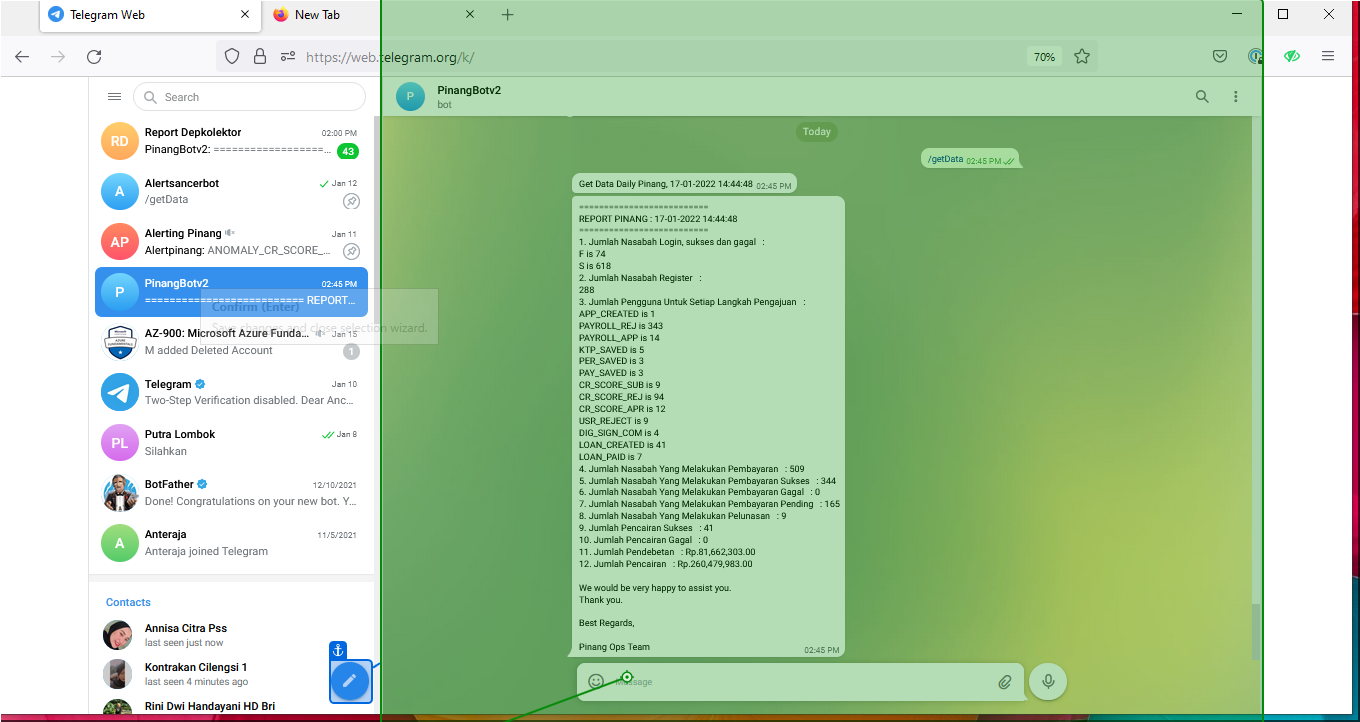 Telegram Web
New Tab
https://web.telegram.org/k/
70%
Search
Report Depkolektor
02:00 PM
PinangBotv2: ===================...
43
Alertsancerbot
Jan 12
/getData
Alerting Pinang
Jan 11
Alertpinang: ANOMALY_CR_SCORE_...
PinangBotv2
02:45 PM
========================== REPORT...
Confirm (Enter)
Save changes and close selection wizard.
AZ-900: Microsoft Azure Funda...
Jan 15
M added Deleted Account
1
Telegram
Jan 10
Two-Step Verification disabled. Dear Anc...
Putra Lombok
Jan 8
Silahkan
BotFather
12/10/2021
Done! Congratulations on your new bot. Y...
Anteraja
11/5/2021
Anteraja joined Telegram
Contacts
Annisa Citra Pss
last seen just now
Kontrakan Cilengsi 1
last seen 4 minutes ago
Rini Dwi Handayani HD Bri
RD
A
AP
P
PL
A
P
PinangBotv2
bot
Today
/getData 02:45 PM
Get Data Daily Pinang, 17-01-2022 14:44:48 02:45 PM
==========================
REPORT PINANG : 17-01-2022 14:44:48
==========================
1. Jumlah Nasabah Login, sukses dan gagal :
F is 74
S is 618
2. Jumlah Nasabah Register :
288
3. Jumlah Pengguna Untuk Setiap Langkah Pengajuan :
APP_CREATED is 1
PAYROLL_REJ is 343
PAYROLL_APP is 14
KTP_SAVED is 5
PER_SAVED is 3
PAY_SAVED is 3
CR_SCORE_SUB is 9
CR_SCORE_REJ is 94
CR_SCORE_APR is 12
USR_REJECT is 9
DIG_SIGN_COM is 4
LOAN_CREATED is 41
LOAN_PAID is 7
4. Jumlah Nasabah Yang Melakukan Pembayaran : 509
5. Jumlah Nasabah Yang Melakukan Pembayaran Sukses : 344
6. Jumlah Nasabah Yang Melakukan Pembayaran Gagal : 0
7. Jumlah Nasabah Yang Melakukan Pembayaran Pending : 165
8. Jumlah Nasabah Yang Melakukan Pelunasan : 9
9. Jumlah Pencairan Sukses : 41
10. Jumlah Pencairan Gagal : 0
11. Jumlah Pendebetan : Rp.81,662,303.00
12. Jumlah Pencairan : Rp.260,479,983.00
We would be very happy to assist you.
Thank you.
Best Regards,
Pinang Ops Team
02:45 PM
Message